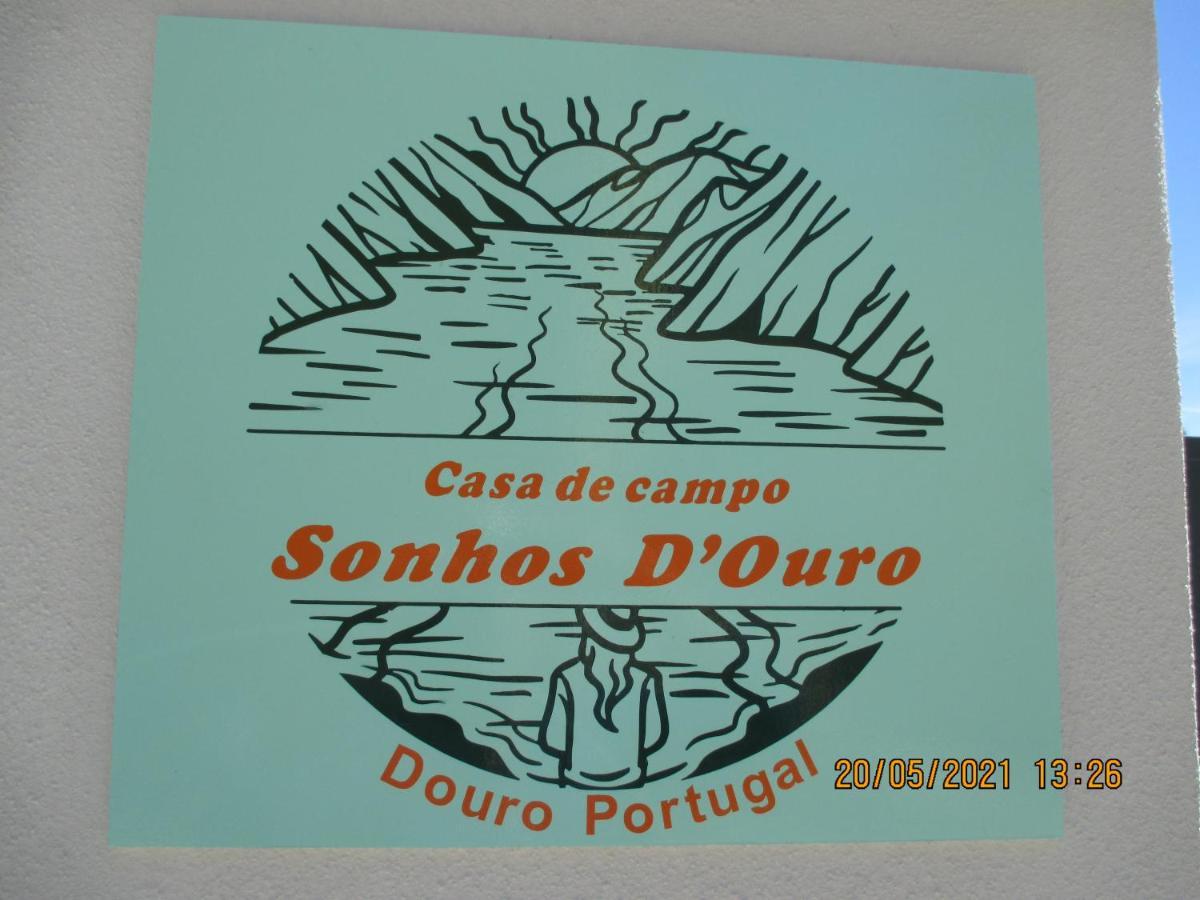 Casa de campo
Sonhos D'Ouro
Douro Portugal
20/05/2021 13:26